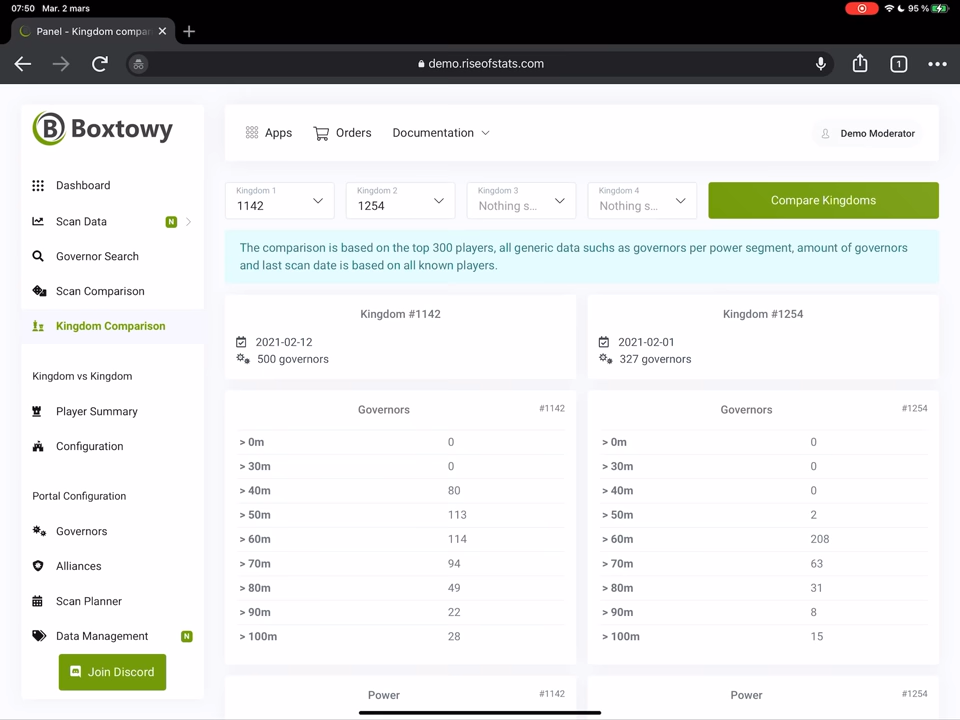 07:50 Mar. 2 mars
95 %
Panel - Kingdom compar
demo.riseofstats.com
1
Boxtowy
Apps
Orders
Documentation
Demo Moderator
Dashboard
Scan Data N
Governor Search
Scan Comparison
Kingdom Comparison
Kingdom vs Kingdom
Player Summary
Configuration
Portal Configuration
Governors
Alliances
Scan Planner
Data Management N
Join Discord
Kingdom 1
1142
Kingdom 2
1254
Kingdom 3
Nothing s...
Kingdom 4
Nothing s...
Compare Kingdoms
The comparison is based on the top 300 players, all generic data suchs as governors per power segment, amount of governors
and last scan date is based on all known players.
Kingdom #1142
2021-02-12
500 governors
Kingdom #1254
2021-02-01
327 governors
Governors #1142
> 0m 0
> 30m 0
> 40m 80
> 50m 113
> 60m 114
> 70m 94
> 80m 49
> 90m 22
> 100m 28
Governors #1254
> 0m 0
> 30m 0
> 40m 0
> 50m 2
> 60m 208
> 70m 63
> 80m 31
> 90m 8
> 100m 15
Power #1142
Power #1254